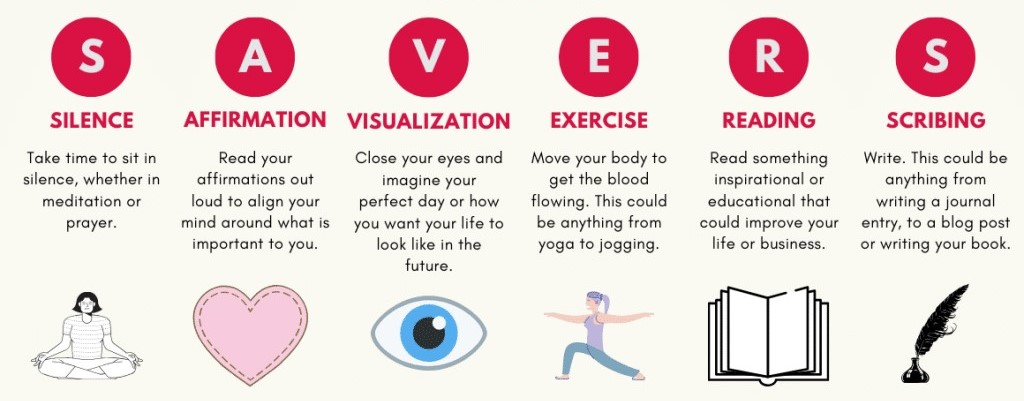 S
A
V
E
R
S
SILENCE
Take time to sit in
silence, whether in
meditation or
prayer.
AFFIRMATION
Read your
affirmations out
loud to align your
mind around what is
important to you.
VISUALIZATION
Close your eyes and
imagine your
perfect day or how
you want your life to
look like in the
future.
EXERCISE
Move your body to
get the blood
flowing. This could
be anything from
yoga to jogging.
READING
Read something
inspirational or
educational that
could improve your
life or business.
SCRIBING
Write. This could be
anything from
writing a journal
entry, to a blog post
or writing your book.